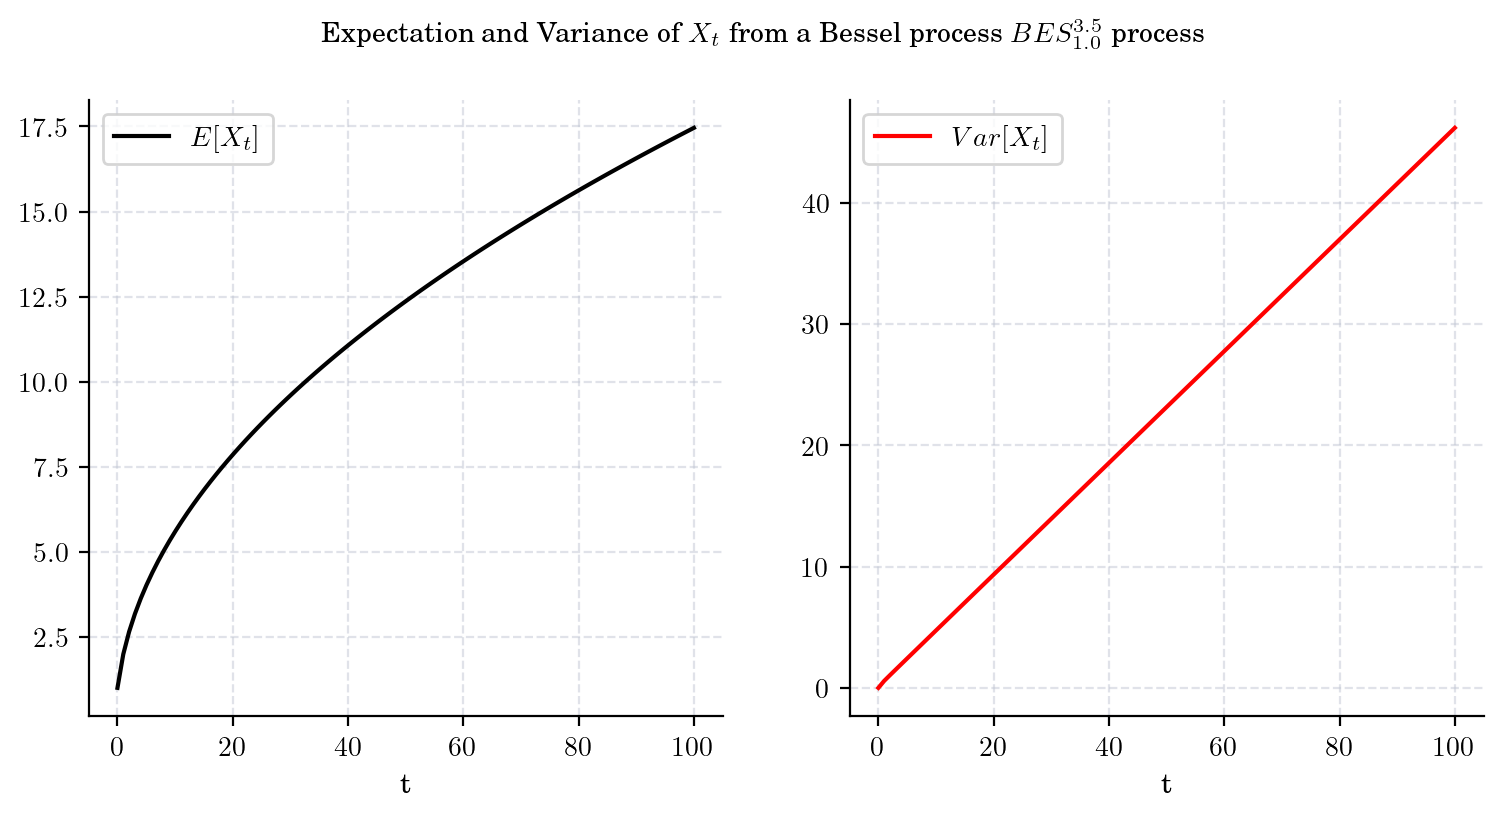 Expectation and Variance of $X_t$ from a Bessel process $BES_{1.0}^{3.5}$ process
$E[X_t]$
17.5
15.0
12.5
10.0
7.5
5.0
2.5
0 20 40 60 80 100
t
$Var[X_t]$
40
30
20
10
0
0 20 40 60 80 100
t